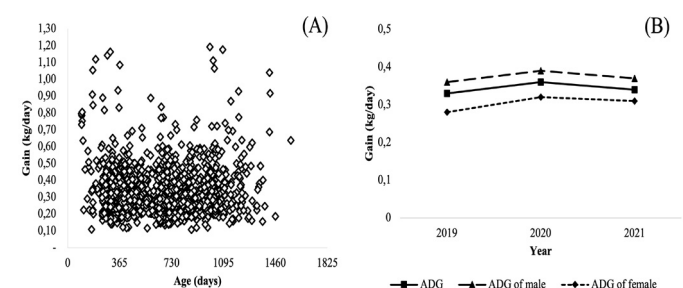 (A)
1,30
1,20
1,10
1,00
0,90
0,80
0,70
0,60
0,50
0,40
0,30
0,20
0,10
-
Gain (kg/day)
0 365 730 1095 1460 1825
Age (days)
(B)
0,5
0,4
0,3
0,2
0,1
0
Gain (kg/day)
2019 2020 2021
Year
ADG ADG of male ADG of female